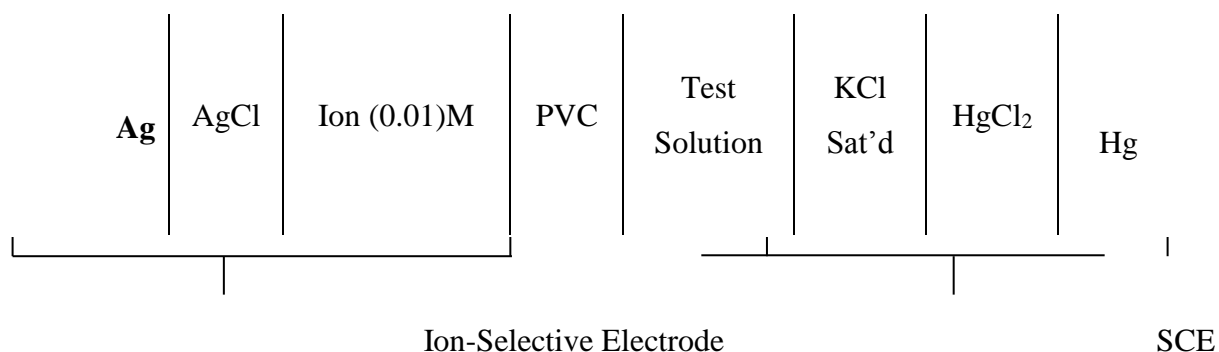 Ag
AgCl
Ion (0.01)M
PVC
Test
Solution
KCl
Sat’d
HgCl₂
Hg
Ion-Selective Electrode
SCE